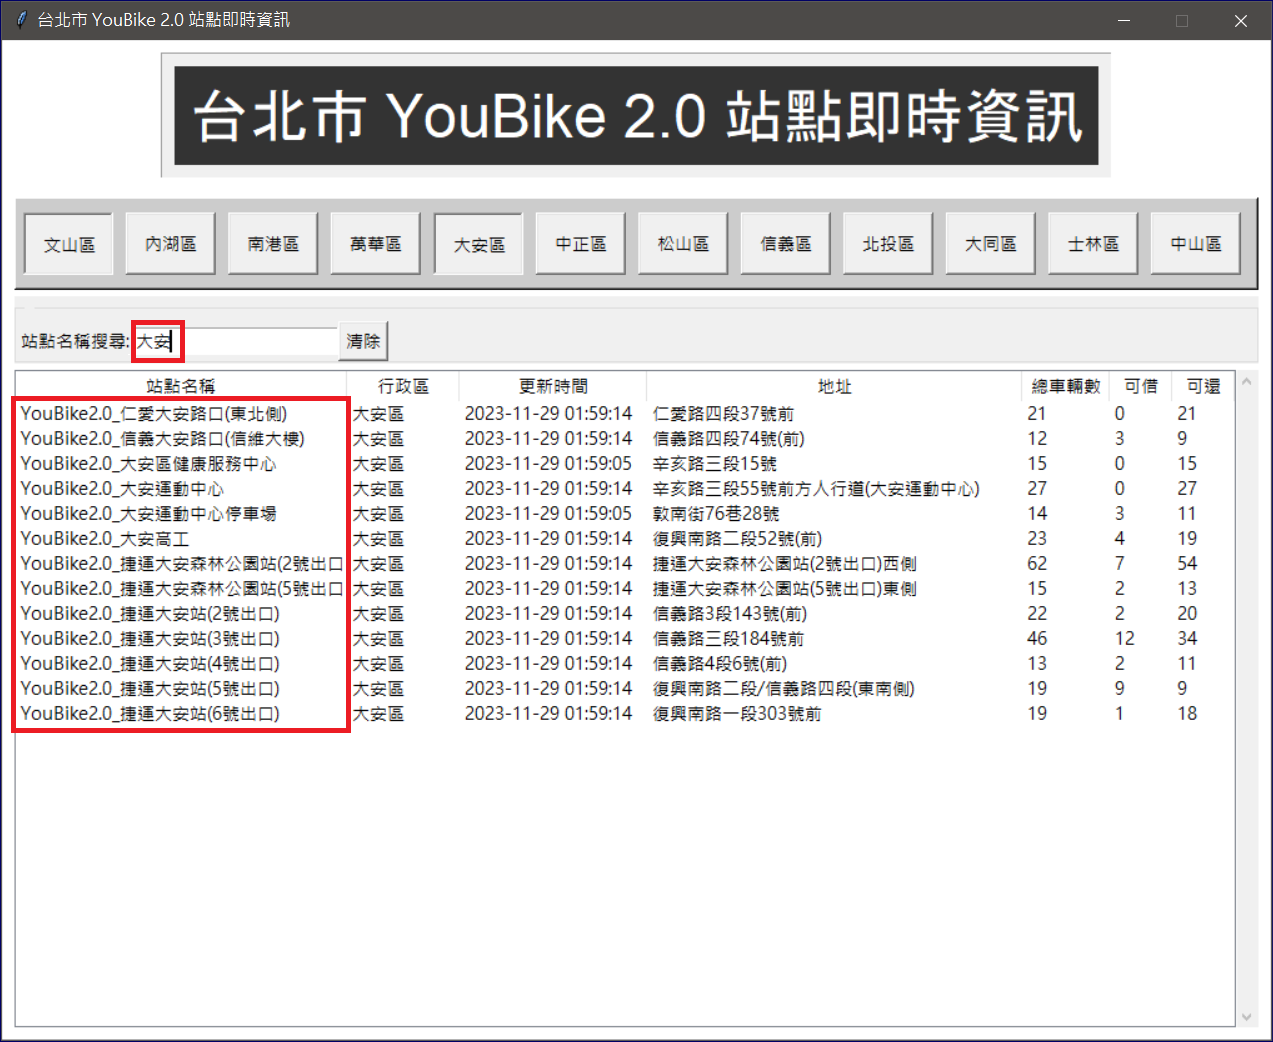 台北市 YouBike 2.0 站點即時資訊
台北市 YouBike 2.0 站點即時資訊
文山區 內湖區 南港區 萬華區 大安區 中正區 松山區 信義區 北投區 大同區 士林區 中山區
站點名稱搜尋: 大安 清除
站點名稱 行政區 更新時間 地址 總車輛數 可借 可還
YouBike2.0_仁愛大安路口(東北側) 大安區 2023-11-29 01:59:14 仁愛路四段37號前 21 0 21
YouBike2.0_信義大安路口(信維大樓) 大安區 2023-11-29 01:59:14 信義路四段74號(前) 12 3 9
YouBike2.0_大安區健康服務中心 大安區 2023-11-29 01:59:05 辛亥路三段15號 15 0 15
YouBike2.0_大安運動中心 大安區 2023-11-29 01:59:14 辛亥路三段55號前方人行道(大安運動中心) 27 0 27
YouBike2.0_大安運動中心停車場 大安區 2023-11-29 01:59:05 敦南街76巷28號 14 3 11
YouBike2.0_大安高工 大安區 2023-11-29 01:59:14 復興南路二段52號(前) 23 4 19
YouBike2.0_捷運大安森林公園站(2號出口 大安區 2023-11-29 01:59:14 捷運大安森林公園站(2號出口)西側 62 7 54
YouBike2.0_捷運大安森林公園站(5號出口 大安區 2023-11-29 01:59:14 捷運大安森林公園站(5號出口)東側 15 2 13
YouBike2.0_捷運大安站(2號出口) 大安區 2023-11-29 01:59:14 信義路3段143號(前) 22 2 20
YouBike2.0_捷運大安站(3號出口) 大安區 2023-11-29 01:59:14 信義路三段184號前 46 12 34
YouBike2.0_捷運大安站(4號出口) 大安區 2023-11-29 01:59:14 信義路4段6號(前) 13 2 11
YouBike2.0_捷運大安站(5號出口) 大安區 2023-11-29 01:59:14 復興南路二段/信義路四段(東南側) 19 9 9
YouBike2.0_捷運大安站(6號出口) 大安區 2023-11-29 01:59:14 復興南路一段303號前 19 1 18